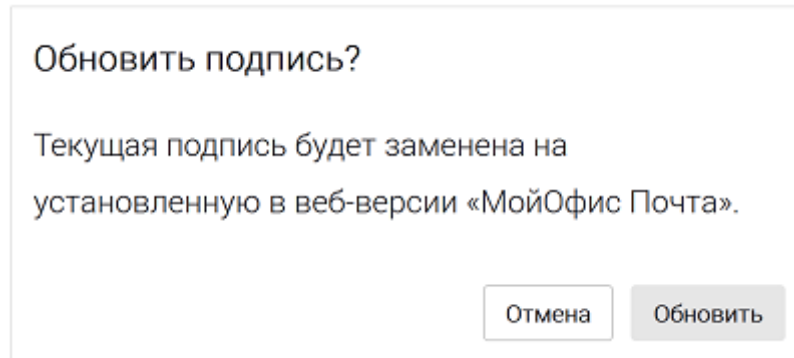 Обновить подпись?
Текущая подпись будет заменена на
установленную в веб-версии «МойОфис Почта».
Отмена
Обновить